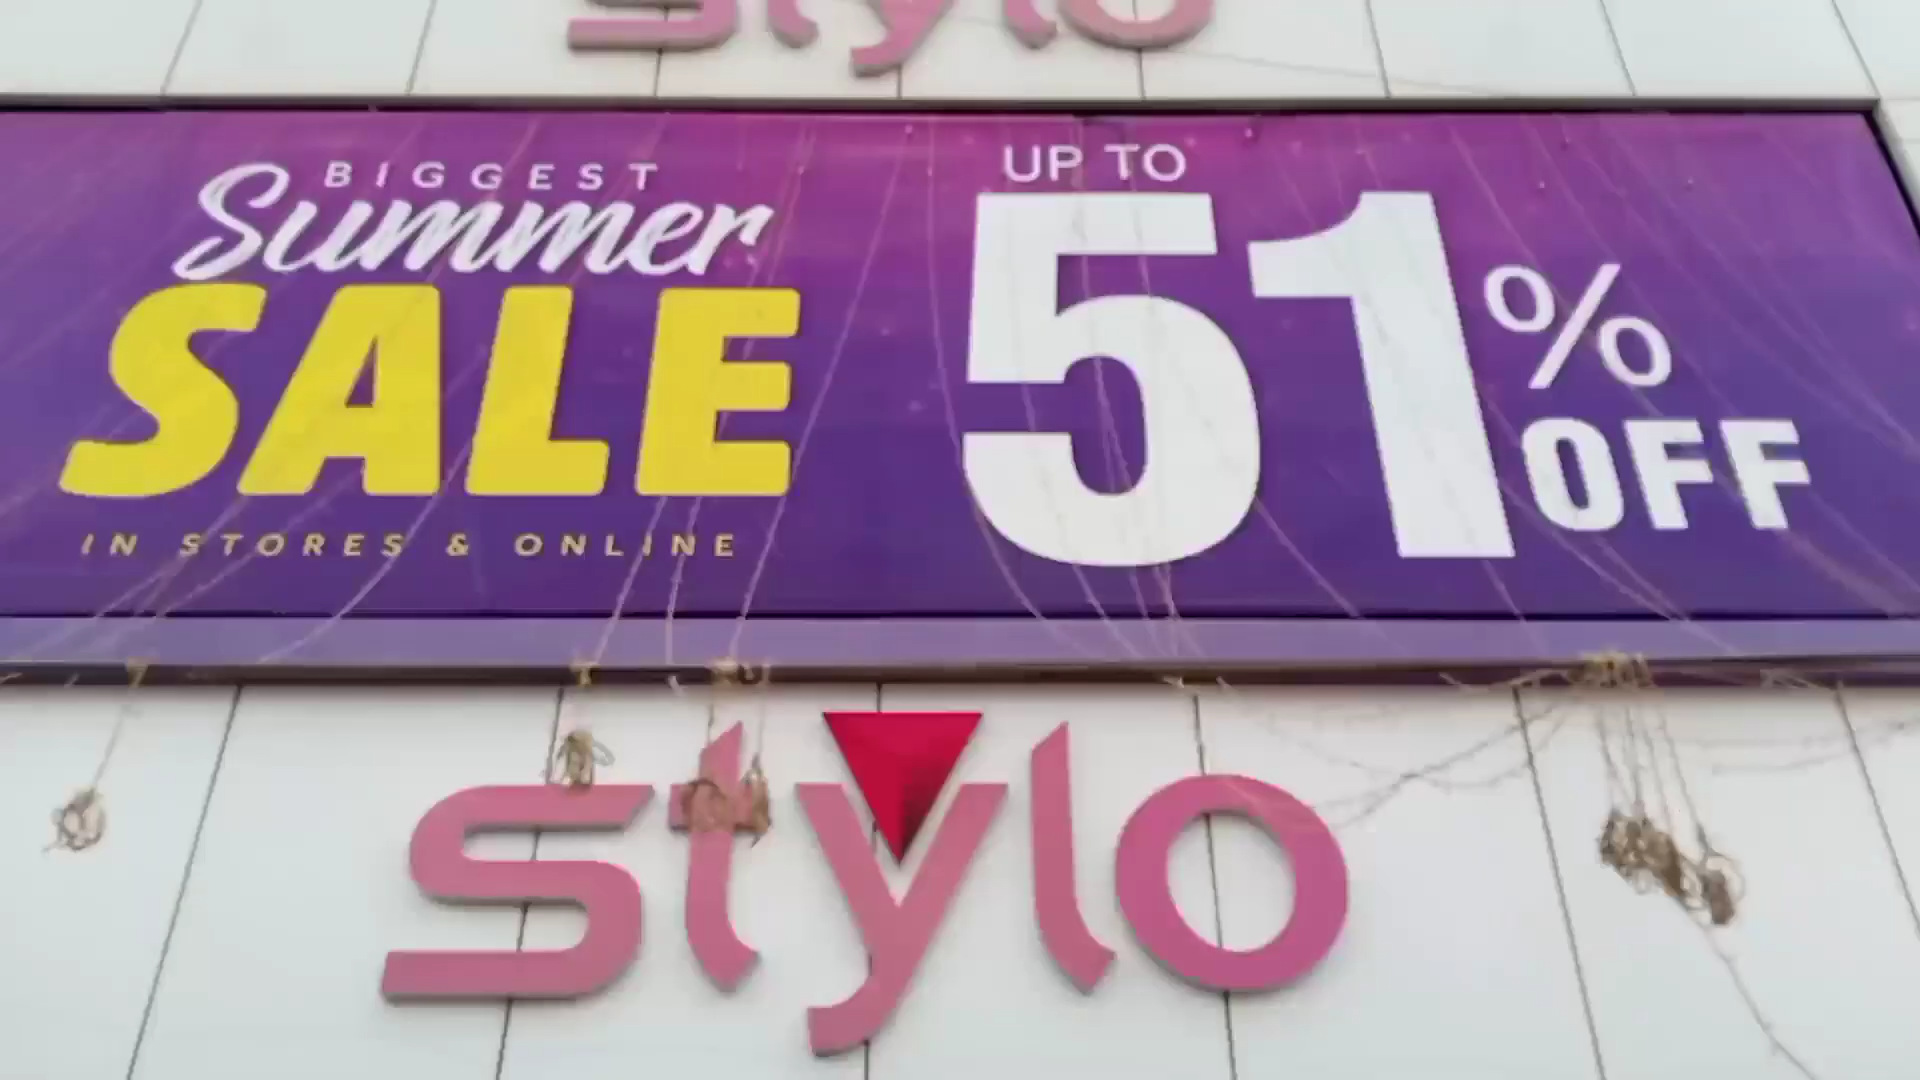 stylo
BIGGEST
Summer
SALE
IN STORES & ONLINE
UP TO
51%
OFF
stylo